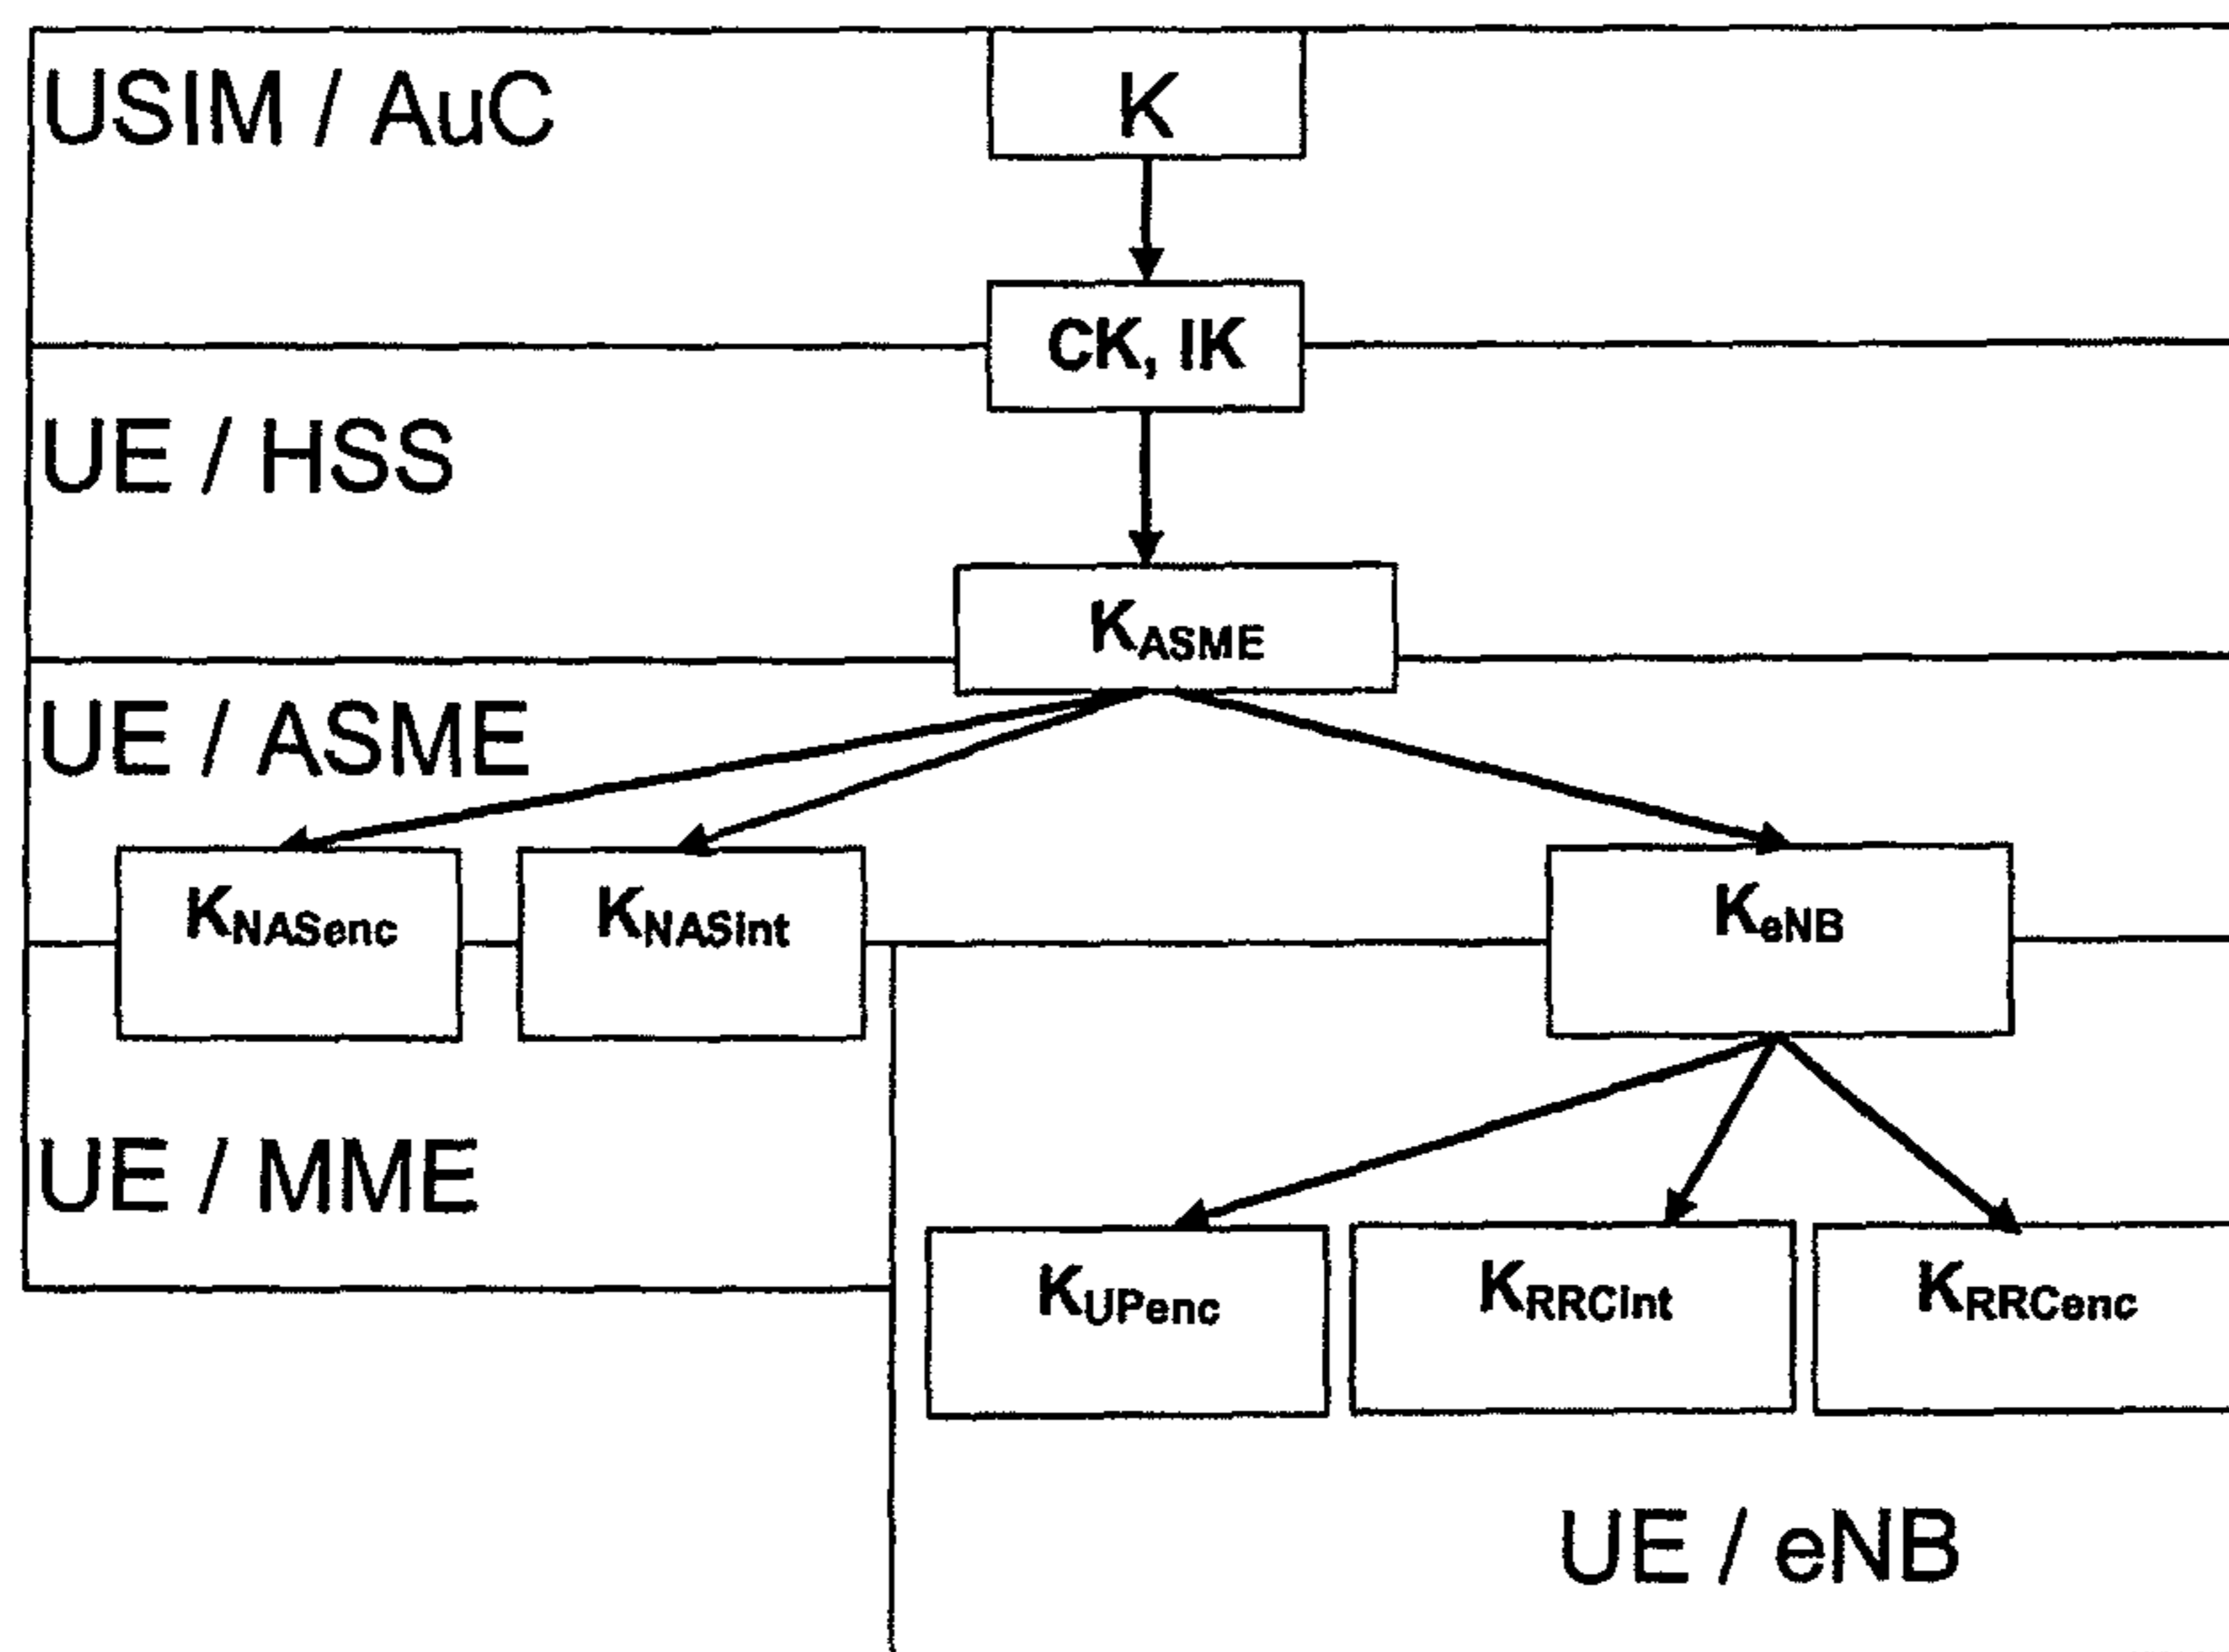 USIM / AuC
K
CK, IK
UE / HSS
KASME
UE / ASME
KNASenc
KNASint
KeNB
UE / MME
KUPenc
KRRCint
KRRCenc
UE / eNB